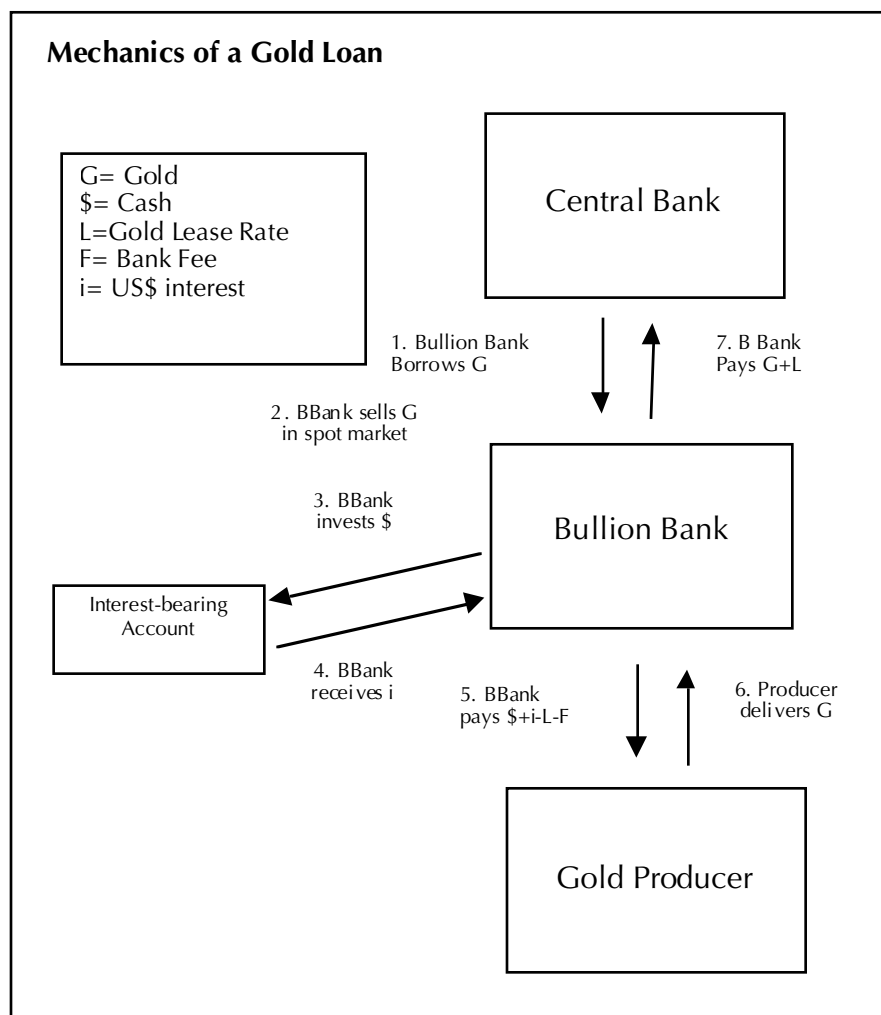 Mechanics of a Gold Loan
G= Gold
$= Cash
L=Gold Lease Rate
F= Bank Fee
i= US$ interest
Central Bank
1. Bullion Bank
Borrows G
7. B Bank
Pays G+L
2. BBank sells G
in spot market
3. BBank
invests $
Bullion Bank
Interest-bearing
Account
4. BBank
receives i
5. BBank
pays $+i-L-F
6. Producer
delivers G
Gold Producer